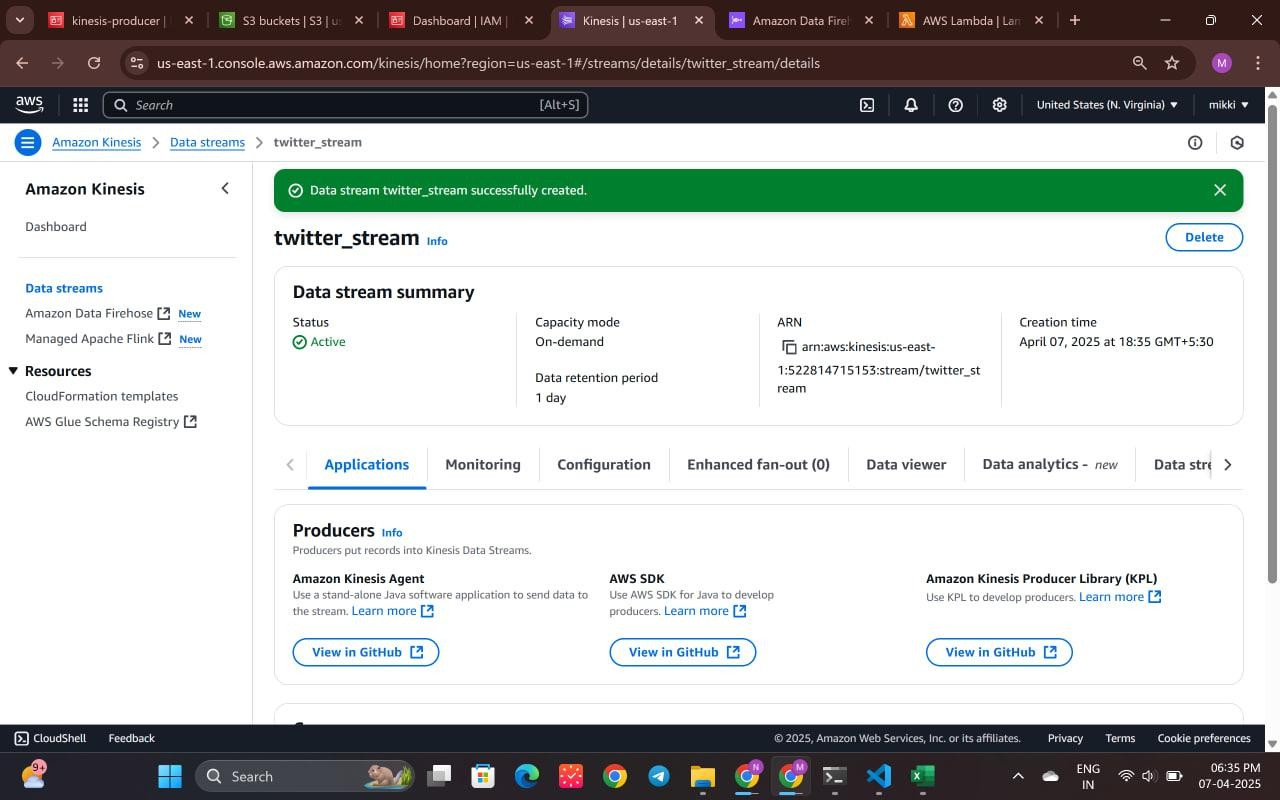 kinesis-producer |
S3 buckets | S3 | us
Dashboard | IAM |
Kinesis | us-east-1
Amazon Data Fireh
AWS Lambda | Lam
us-east-1.console.aws.amazon.com/kinesis/home?region=us-east-1#/streams/details/twitter_stream/details
M
aws
Search
[Alt+S]
United States (N. Virginia)
mikki
Amazon Kinesis
Data streams
twitter_stream
Amazon Kinesis
Dashboard
Data streams
Amazon Data Firehose New
Managed Apache Flink New
Resources
CloudFormation templates
AWS Glue Schema Registry
Data stream twitter_stream successfully created.
twitter_stream Info
Delete
Data stream summary
Status
Active
Capacity mode
On-demand
Data retention period
1 day
ARN
arn:aws:kinesis:us-east-
1:522814715153:stream/twitter_st
ream
Creation time
April 07, 2025 at 18:35 GMT+5:30
Applications
Monitoring
Configuration
Enhanced fan-out (0)
Data viewer
Data analytics - new
Data stre
Producers Info
Producers put records into Kinesis Data Streams.
Amazon Kinesis Agent
Use a stand-alone Java software application to send data to
the stream. Learn more
View in GitHub
AWS SDK
Use AWS SDK for Java to develop
producers. Learn more
View in GitHub
Amazon Kinesis Producer Library (KPL)
Use KPL to develop producers. Learn more
View in GitHub
CloudShell
Feedback
© 2025, Amazon Web Services, Inc. or its affiliates.
Privacy
Terms
Cookie preferences
9+
Search
N
M
ENG
IN
06:35 PM
07-04-2025